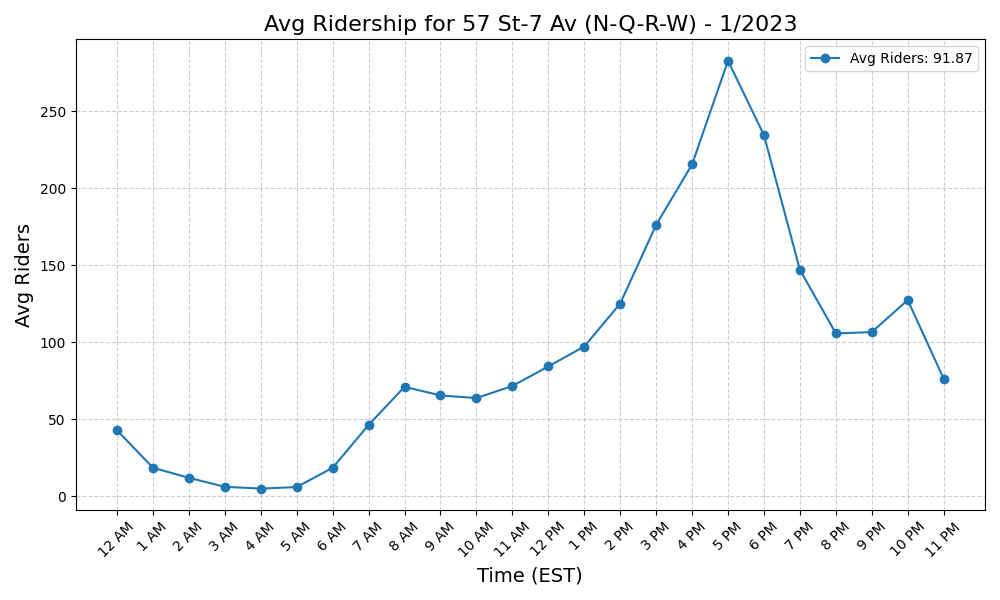 Avg Ridership for 57 St-7 Av (N-Q-R-W) - 1/2023
Avg Riders: 91.87
Avg Riders
250
200
150
100
50
0
12 AM
1 AM
2 AM
3 AM
4 AM
5 AM
6 AM
7 AM
8 AM
9 AM
10 AM
11 AM
12 PM
1 PM
2 PM
3 PM
4 PM
5 PM
6 PM
7 PM
8 PM
9 PM
10 PM
11 PM
Time (EST)